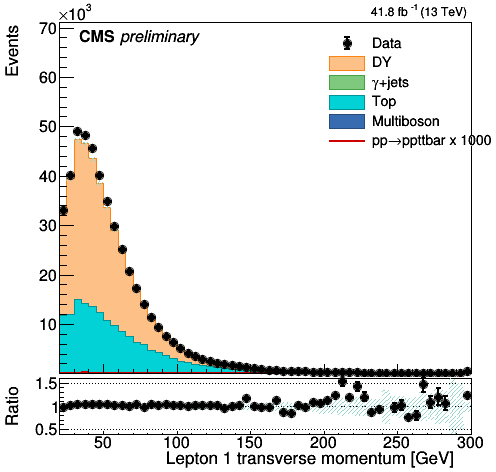 ×10³
41.8 fb⁻¹ (13 TeV)
CMS preliminary
Events
70
60
50
40
30
20
10
0
Data
DY
γ+jets
Top
Multiboson
pp→ppttbar x 1000
Ratio
1.5
1
0.5
50 100 150 200 250 300
Lepton 1 transverse momentum [GeV]